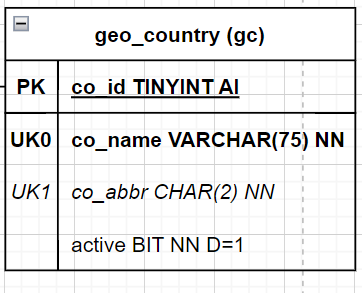 geo_country (gc)
PK co_id TINYINT AI
UK0 co_name VARCHAR(75) NN
UK1 co_abbr CHAR(2) NN
active BIT NN D=1